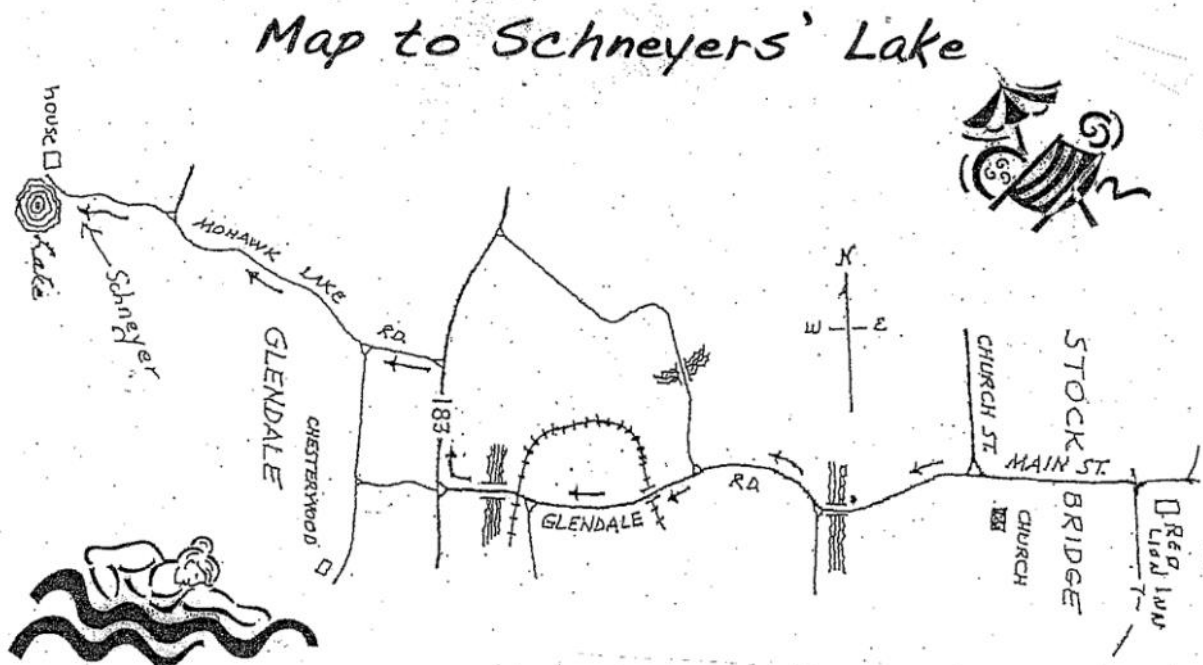 Map to Schneyers' Lake
house
Lake
Schneyer
MOHAWK LAKE RD.
GLENDALE
CHESTERWOOD
183
GLENDALE RD.
N
W E
CHURCH ST.
STOCK BRIDGE
MAIN ST.
CHURCH
RED
LION INN
7